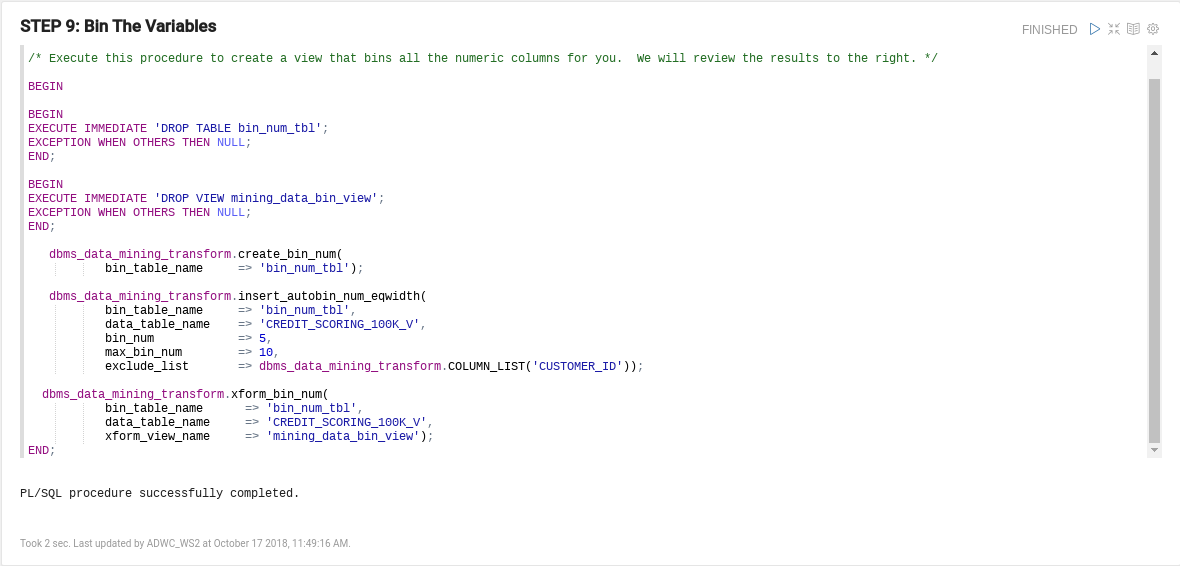 STEP 9: Bin The Variables
FINISHED
/* Execute this procedure to create a view that bins all the numeric columns for you.  We will review the results to the right. */
BEGIN
BEGIN
EXECUTE IMMEDIATE 'DROP TABLE bin_num_tbl';
EXCEPTION WHEN OTHERS THEN NULL;
END;
BEGIN
EXECUTE IMMEDIATE 'DROP VIEW mining_data_bin_view';
EXCEPTION WHEN OTHERS THEN NULL;
END;
dbms_data_mining_transform.create_bin_num(
bin_table_name => 'bin_num_tbl');
dbms_data_mining_transform.insert_autobin_num_eqwidth(
bin_table_name => 'bin_num_tbl',
data_table_name => 'CREDIT_SCORING_100K_V',
bin_num => 5,
max_bin_num => 10,
exclude_list => dbms_data_mining_transform.COLUMN_LIST('CUSTOMER_ID'));
dbms_data_mining_transform.xform_bin_num(
bin_table_name => 'bin_num_tbl',
data_table_name => 'CREDIT_SCORING_100K_V',
xform_view_name => 'mining_data_bin_view');
END;
PL/SQL procedure successfully completed.
Took 2 sec. Last updated by ADWC_WS2 at October 17 2018, 11:49:16 AM.